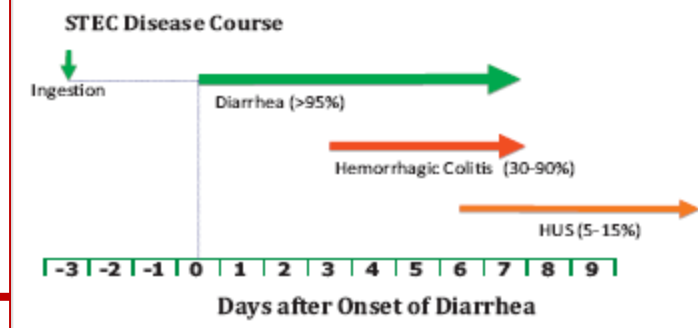 STEC Disease Course
Ingestion
Diarrhea (>95%)
Hemorrhagic Colitis (30-90%)
HUS (5-15%)
-3 -2 -1 0 1 2 3 4 5 6 7 8 9
Days after Onset of Diarrhea